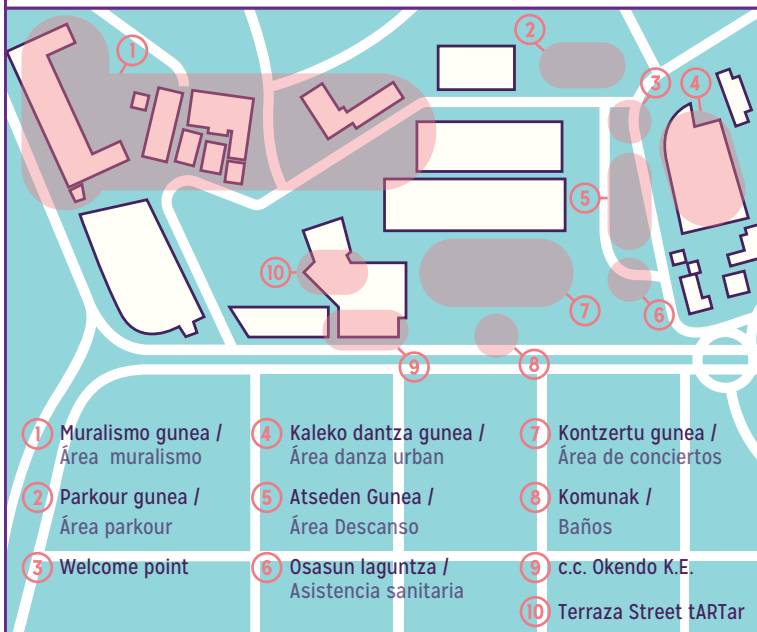 1
2
3
4
5
10
7
6
8
9
1 Muralismo gunea /
Área muralismo
2 Parkour gunea /
Área parkour
3 Welcome point
4 Kaleko dantza gunea /
Área danza urban
5 Atseden Gunea /
Área Descanso
6 Osasun laguntza /
Asistencia sanitaria
7 Kontzertu gunea /
Área de conciertos
8 Komunak /
Baños
9 c.c. Okendo K.E.
10 Terraza Street tARTar